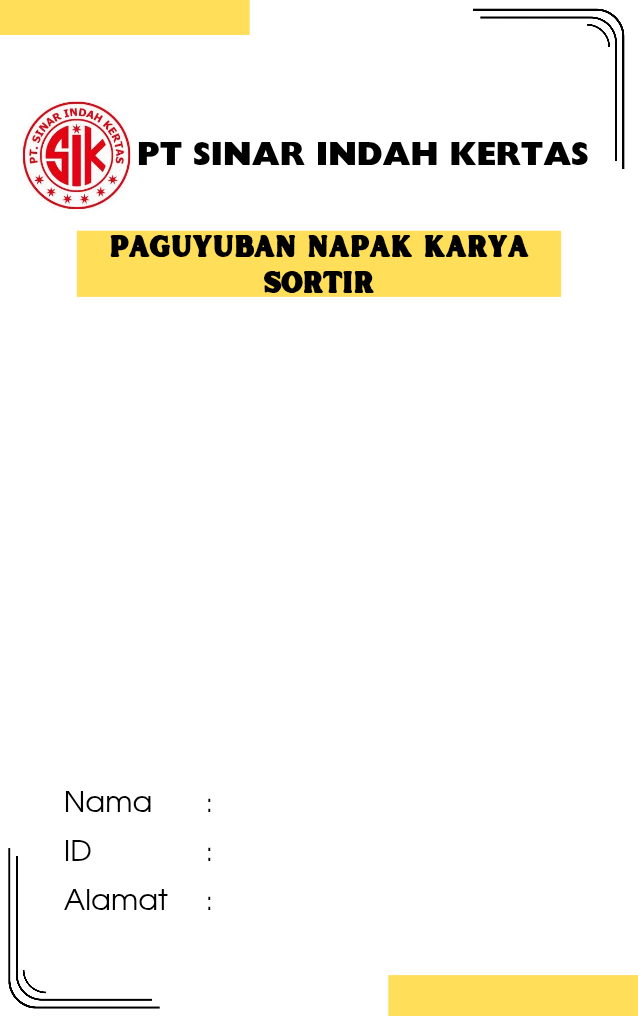 PT. SINAR INDAH KERTAS
SIK
PT SINAR INDAH KERTAS
PAGUYUBAN NAPAK KARYA
SORTIR
Nama :
ID :
Alamat :